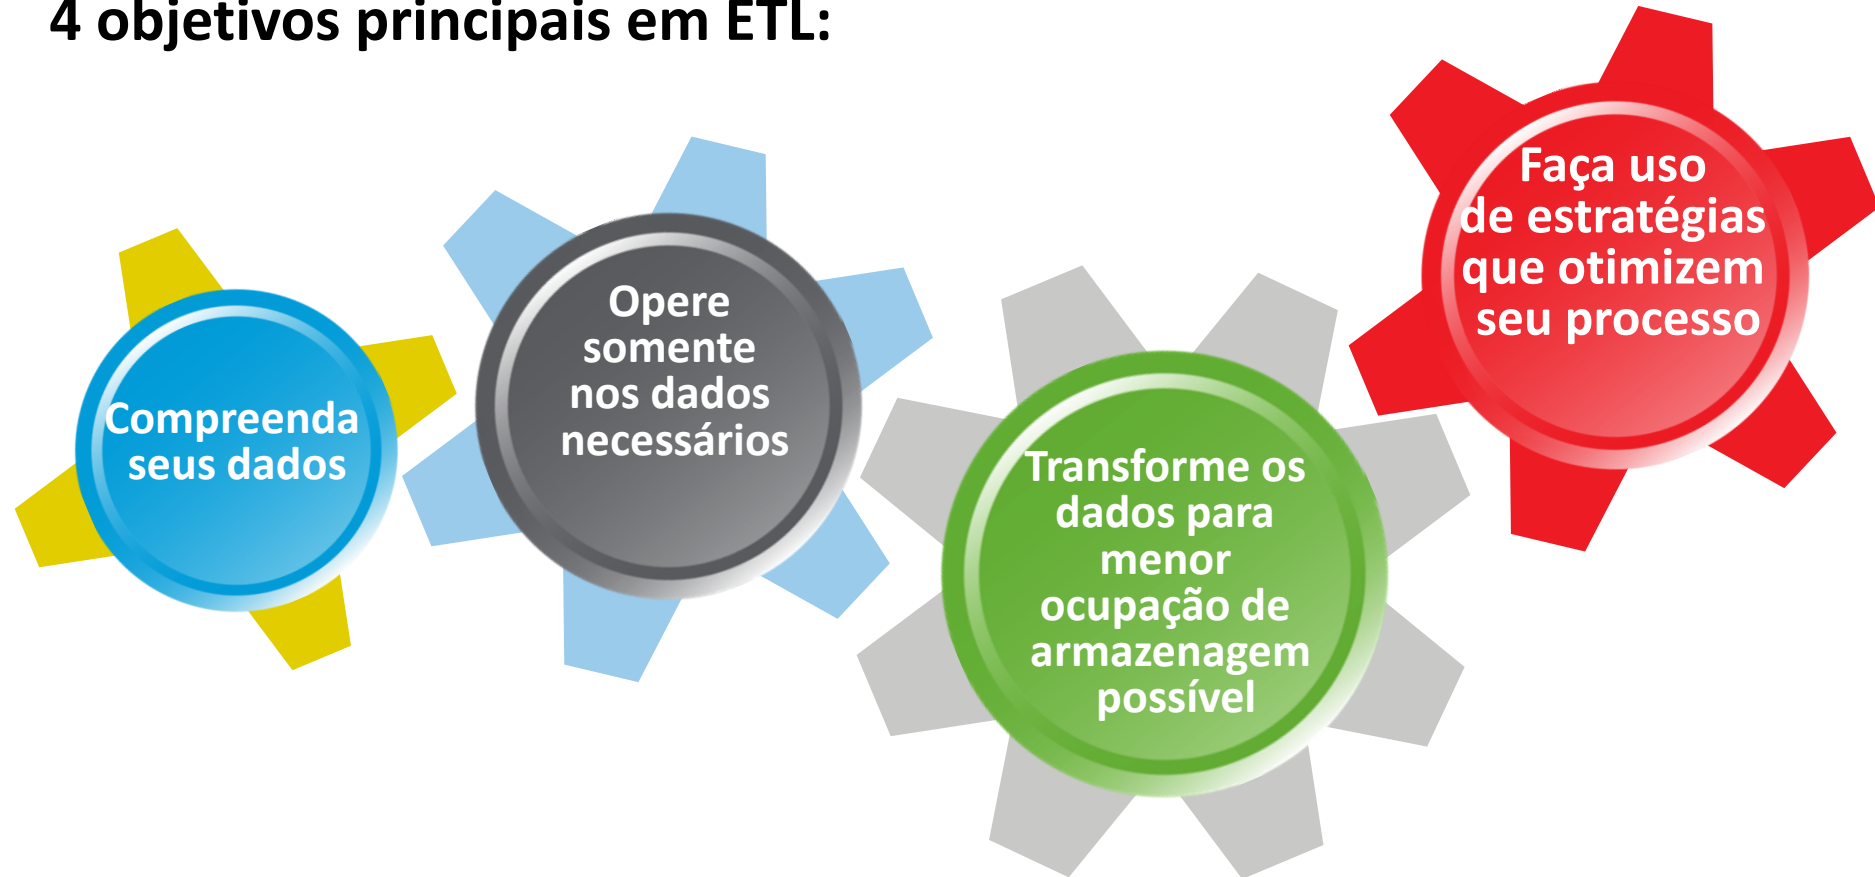 4 objetivos principais em ETL:
Compreenda
seus dados
Opere
somente
nos dados
necessários
Transforme os
dados para
menor
ocupação de
armazenagem
possível
Faça uso
de estratégias
que otimizem
seu processo